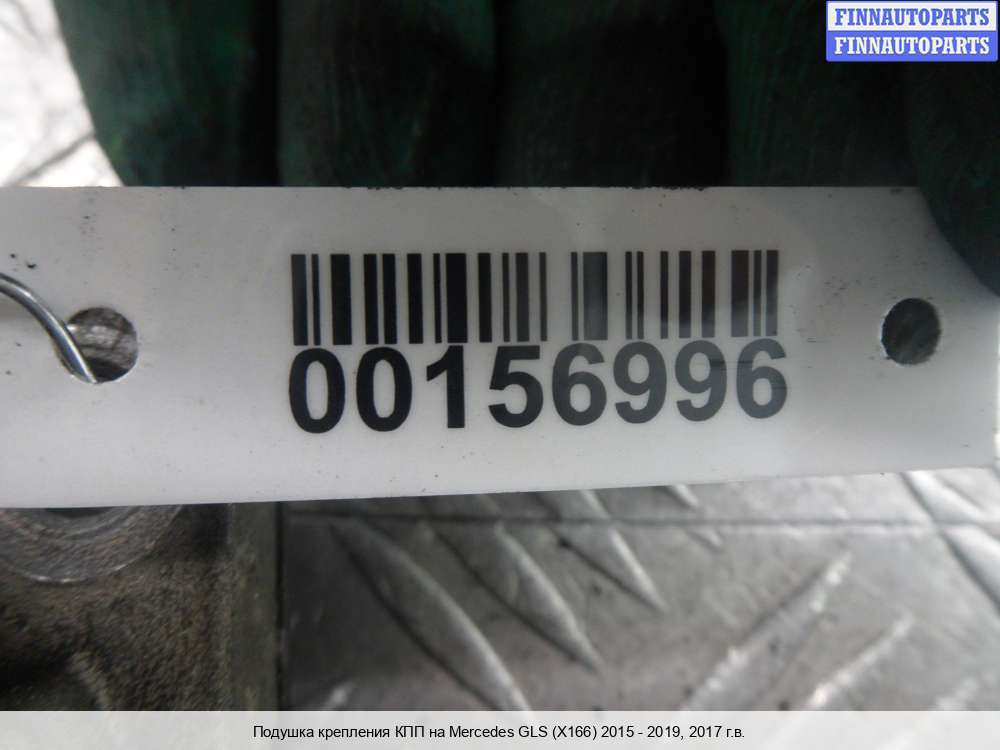 FINNAUTOPARTS
FINNAUTOPARTS
00156996
Подушка крепления КПП на Mercedes GLS (X166) 2015 - 2019, 2017 г.в.